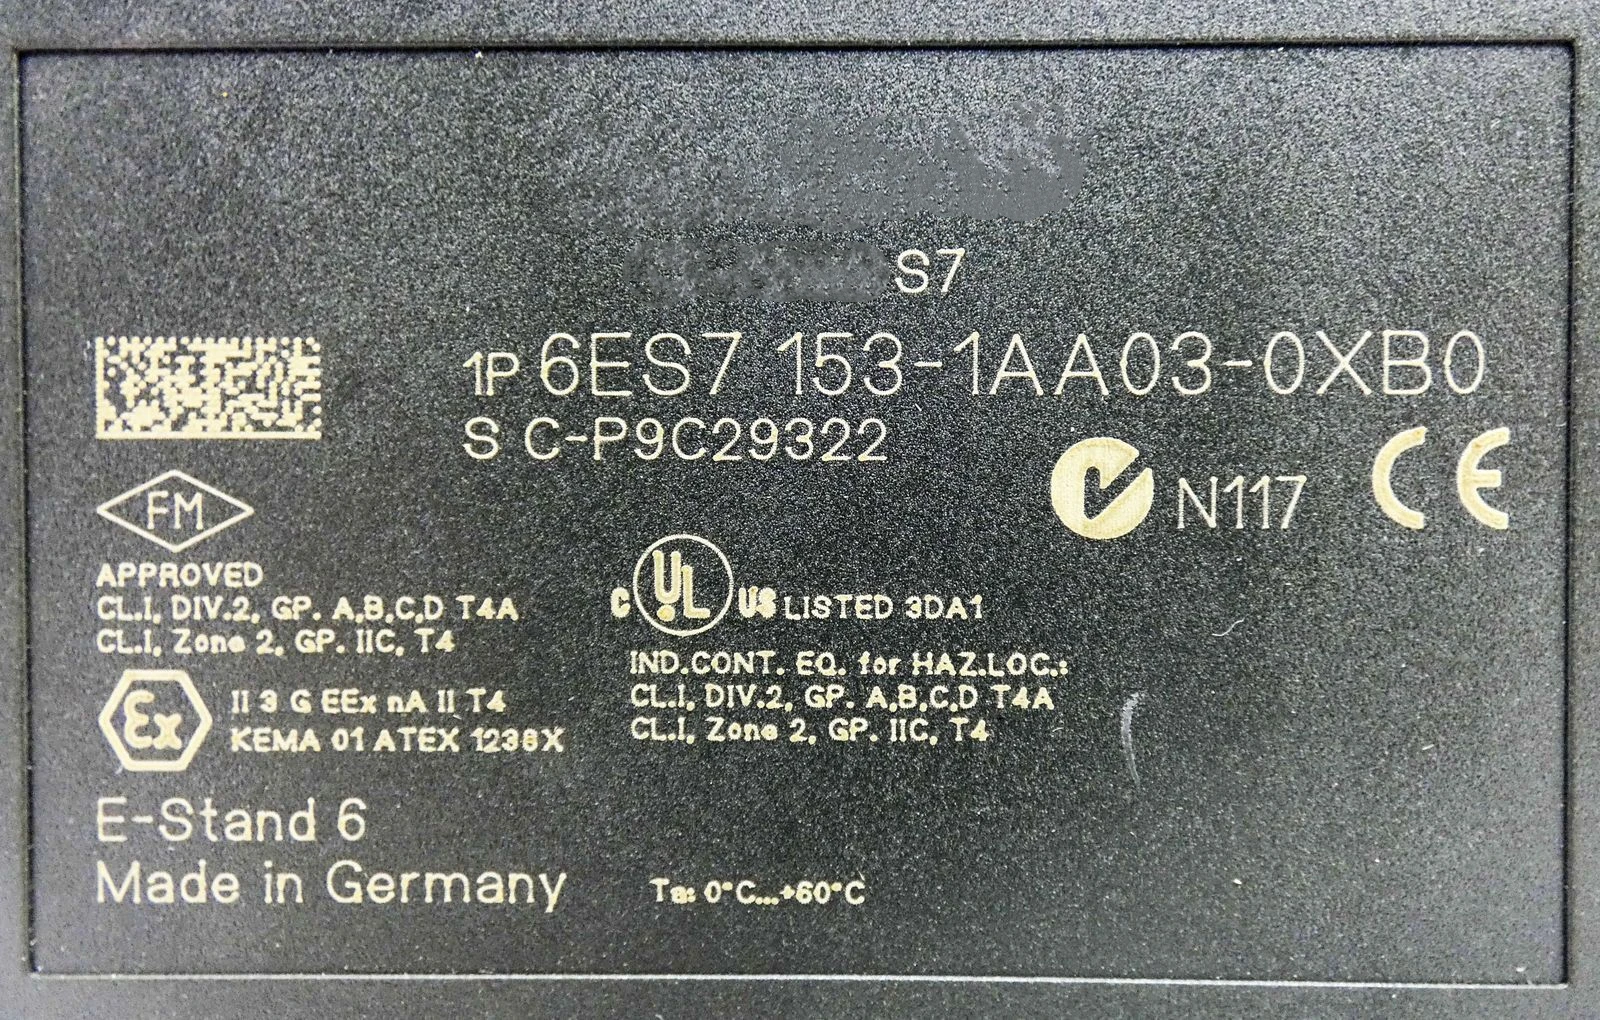 S7
1P 6ES7 153-1AA03-0XB0
S C-P9C29322
N117 CE
FM
APPROVED
CL.I, DIV.2, GP. A,B,C,D T4A
CL.I, Zone 2, GP. IIC, T4
C UL US LISTED 3DA1
IND.CONT. EQ. for HAZ.LOC.:
CL.I, DIV.2, GP. A,B,C,D T4A
CL.I, Zone 2, GP. IIC, T4
Ex II 3 G EEx nA II T4
KEMA 01 ATEX 1238X
E-Stand 6
Made in Germany
Ta: 0°C...+60°C